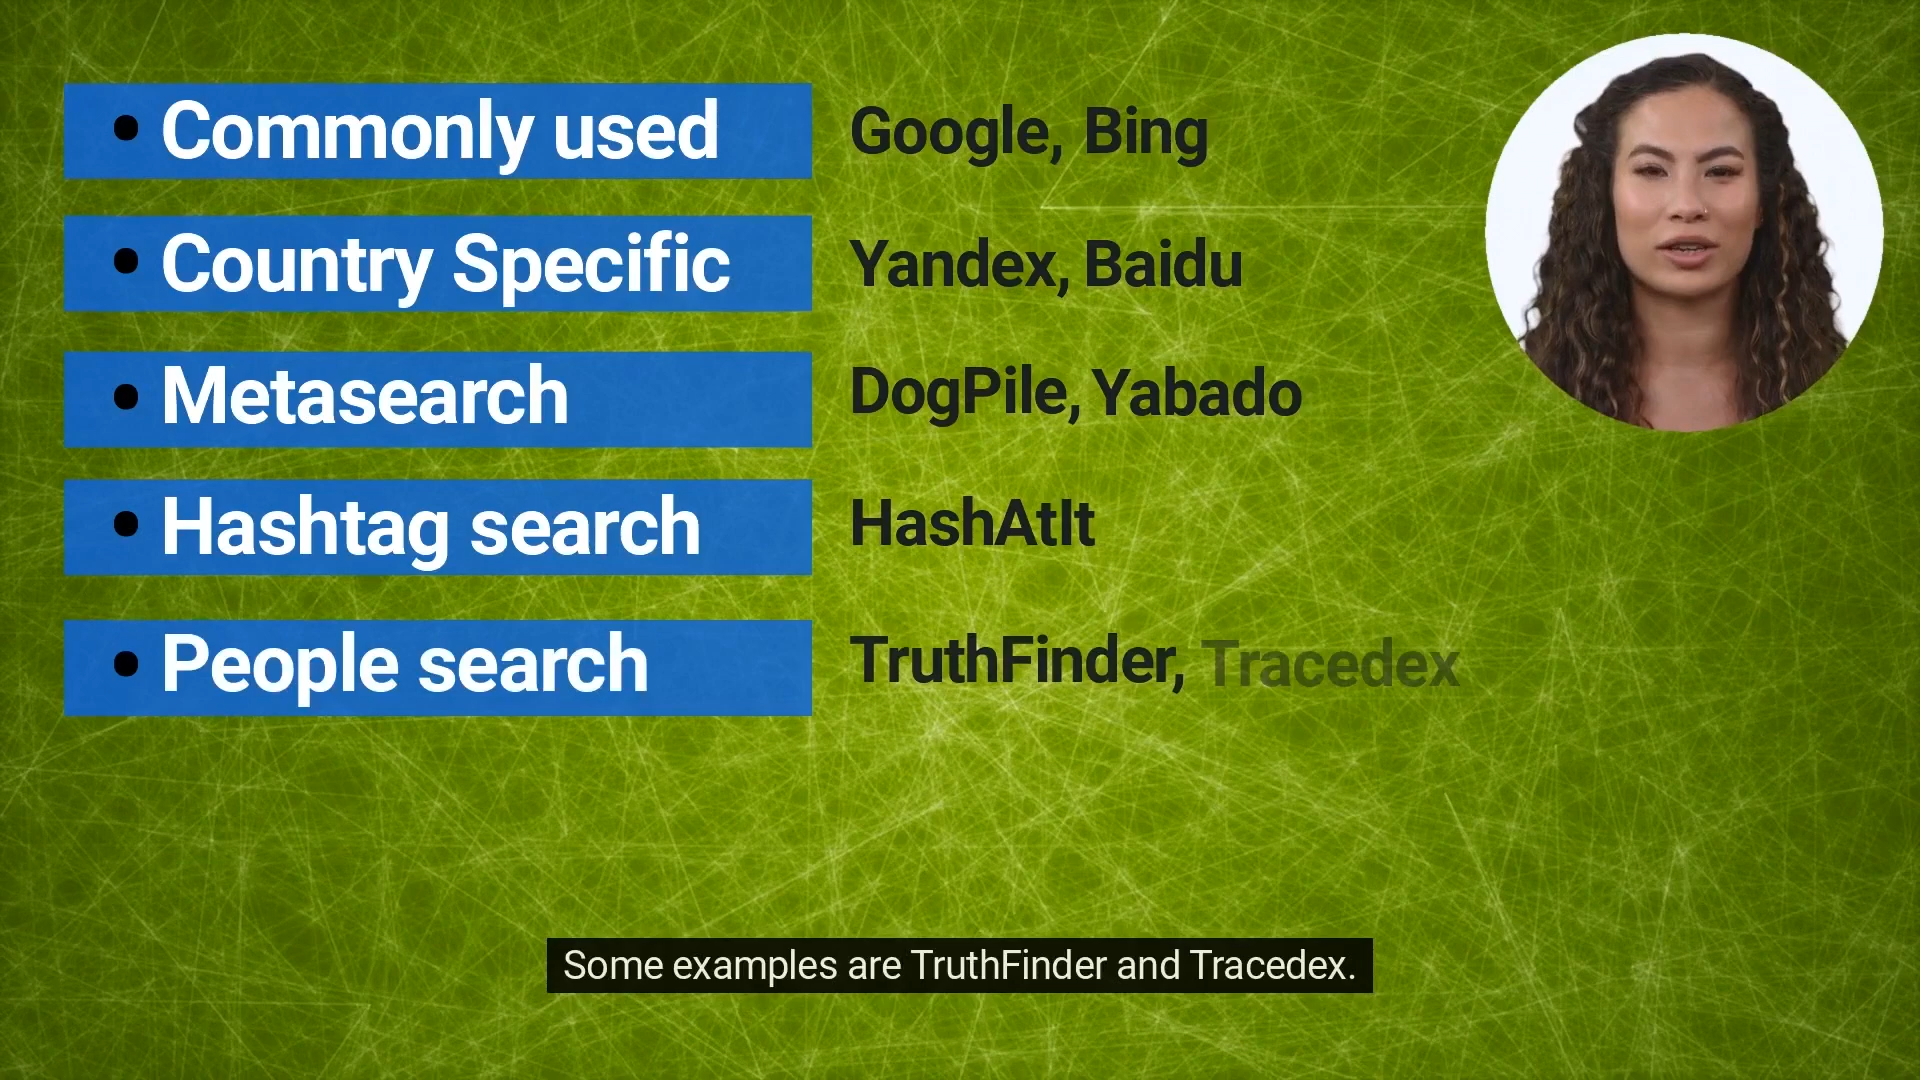 • Commonly used Google, Bing
• Country Specific Yandex, Baidu
• Metasearch DogPile, Yabado
• Hashtag search HashAtIt
• People search TruthFinder, Tracedex
Some examples are TruthFinder and Tracedex.